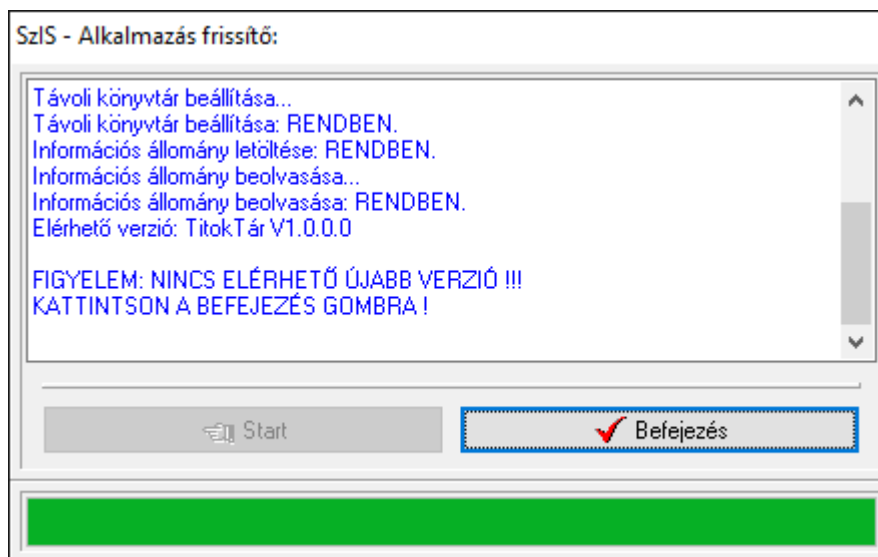 SzIS - Alkalmazás frissítő:
Távoli könyvtár beállítása...
Távoli könyvtár beállítása: RENDBEN.
Információs állomány letöltése: RENDBEN.
Információs állomány beolvasása...
Információs állomány beolvasása: RENDBEN.
Elérhető verzió: TitokTár V1.0.0.0
FIGYELEM: NINCS ELÉRHETŐ ÚJABB VERZIÓ !!!
KATTINTSON A BEFEJEZÉS GOMBRA !
Start
Befejezés